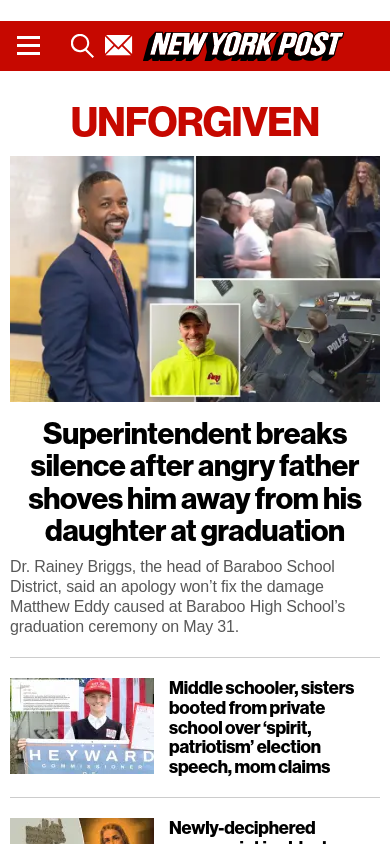 NEW YORK POST
UNFORGIVEN
POLICE
Superintendent breaks
silence after angry father
shoves him away from his
daughter at graduation
Dr. Rainey Briggs, the head of Baraboo School
District, said an apology won’t fix the damage
Matthew Eddy caused at Baraboo High School’s
graduation ceremony on May 31.
HEYWARD
COMMISSIONER
Middle schooler, sisters
booted from private
school over ‘spirit,
patriotism’ election
speech, mom claims
Newly-deciphered